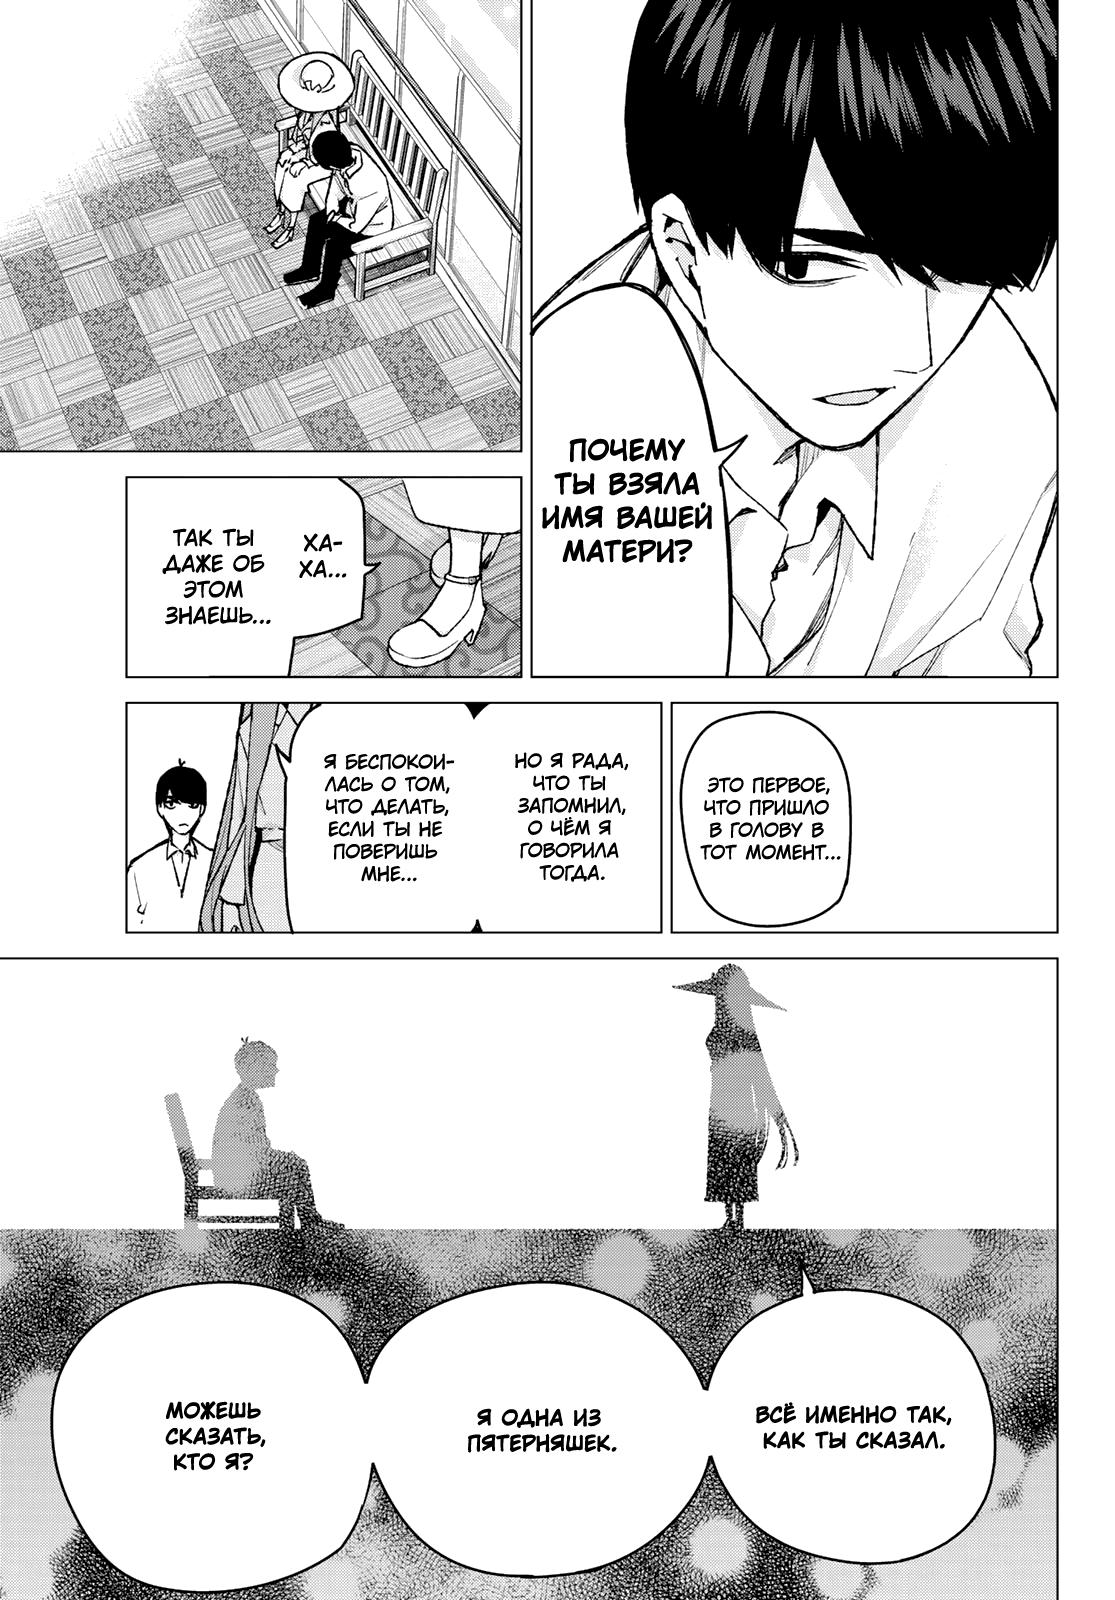 ПОЧЕМУ
ТЫ ВЗЯЛА
ИМЯ ВАШЕЙ
МАТЕРИ?
ХА-
ХА...
ТАК ТЫ
ДАЖЕ ОБ
ЭТОМ
ЗНАЕШЬ...
ЭТО ПЕРВОЕ,
ЧТО ПРИШЛО
В ГОЛОВУ В
ТОТ МОМЕНТ...
НО Я РАДА,
ЧТО ТЫ
ЗАПОМНИЛ,
О ЧЁМ Я
ГОВОРИЛА
ТОГДА.
Я БЕСПОКОИ-
ЛАСЬ О ТОМ,
ЧТО ДЕЛАТЬ,
ЕСЛИ ТЫ НЕ
ПОВЕРИШЬ
МНЕ...
ВСЁ ИМЕННО ТАК,
КАК ТЫ СКАЗАЛ.
Я ОДНА ИЗ
ПЯТЕРНЯШЕК.
МОЖЕШЬ
СКАЗАТЬ,
КТО Я?